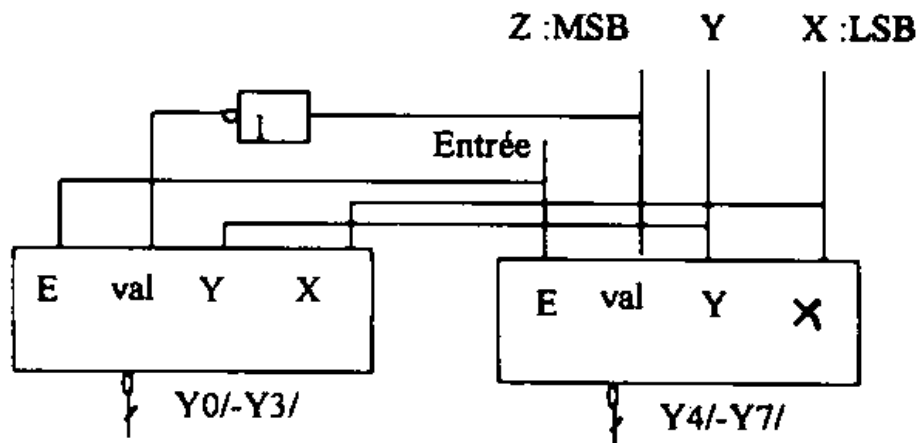 Z :MSB Y X :LSB
1
Entrée
E val Y X
E val Y X
Y0/-Y3/
Y4/-Y7/